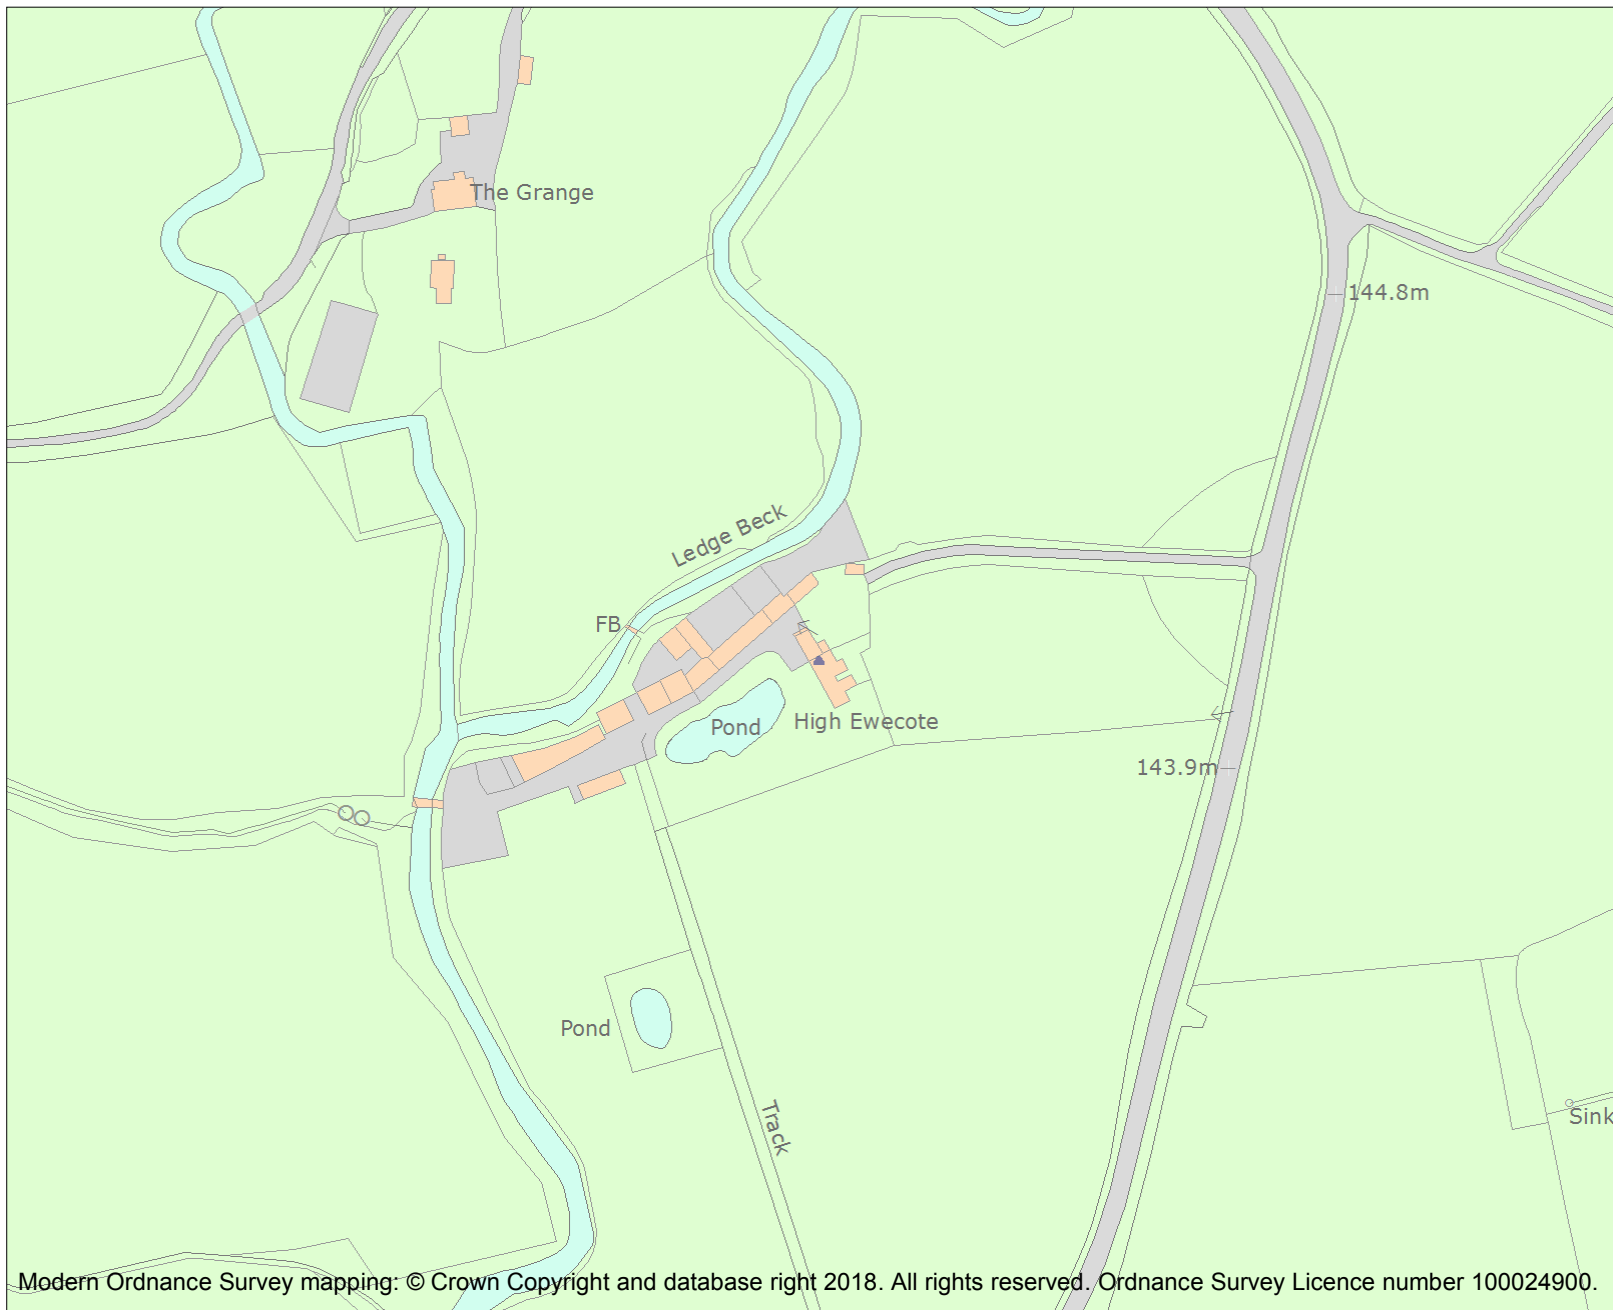 The Grange
144.8m
Ledge Beck
FB
Pond
High Ewecote
143.9m
Pond
Track
Sink
Modern Ordnance Survey mapping: © Crown Copyright and database right 2018. All rights reserved. Ordnance Survey Licence number 100024900.